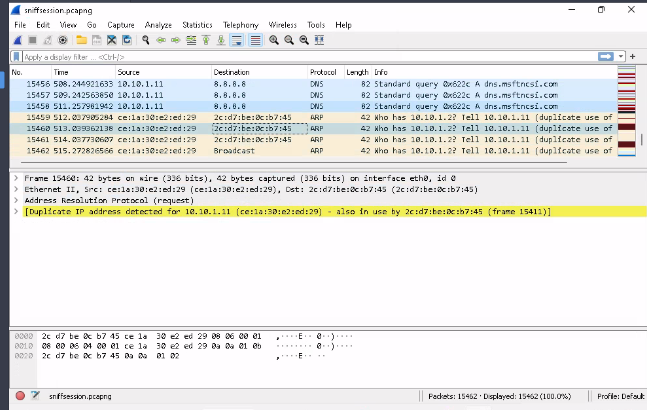 sniffsession.pcapng
File Edit View Go Capture Analyze Statistics Telephony Wireless Tools Help
Apply a display filter ... <Ctrl-/>
No. Time Source Destination Protocol Length Info
15456 508.244921633 10.10.1.11 8.8.8.8 DNS 82 Standard query 0x622c A dns.msftncsi.com
15457 509.242563850 10.10.1.11 8.8.8.8 DNS 82 Standard query 0x622c A dns.msftncsi.com
15458 511.257981942 10.10.1.11 8.8.8.8 DNS 82 Standard query 0x622c A dns.msftncsi.com
15459 512.037905284 ce:1a:30:e2:ed:29 2c:d7:be:0c:b7:45 ARP 42 Who has 10.10.1.2? Tell 10.10.1.11 (duplicate use of
15460 513.039362138 ce:1a:30:e2:ed:29 2c:d7:be:0c:b7:45 ARP 42 Who has 10.10.1.2? Tell 10.10.1.11 (duplicate use of
15461 514.037730607 ce:1a:30:e2:ed:29 2c:d7:be:0c:b7:45 ARP 42 Who has 10.10.1.2? Tell 10.10.1.11 (duplicate use of
15462 515.272826566 ce:1a:30:e2:ed:29 Broadcast ARP 42 Who has 10.10.1.2? Tell 10.10.1.11 (duplicate use of
Frame 15460: 42 bytes on wire (336 bits), 42 bytes captured (336 bits) on interface eth0, id 0
Ethernet II, Src: ce:1a:30:e2:ed:29 (ce:1a:30:e2:ed:29), Dst: 2c:d7:be:0c:b7:45 (2c:d7:be:0c:b7:45)
Address Resolution Protocol (request)
[Duplicate IP address detected for 10.10.1.11 (ce:1a:30:e2:ed:29) - also in use by 2c:d7:be:0c:b7:45 (frame 15411)]
0000 2c d7 be 0c b7 45 ce 1a 30 e2 ed 29 08 06 00 01 ,····E·· 0··)····
0010 08 00 06 04 00 01 ce 1a 30 e2 ed 29 0a 0a 01 0b ········ 0··)····
0020 2c d7 be 0c b7 45 0a 0a 01 02 ,····E·· ··
sniffsession.pcapng Packets: 15462 · Displayed: 15462 (100.0%) Profile: Default